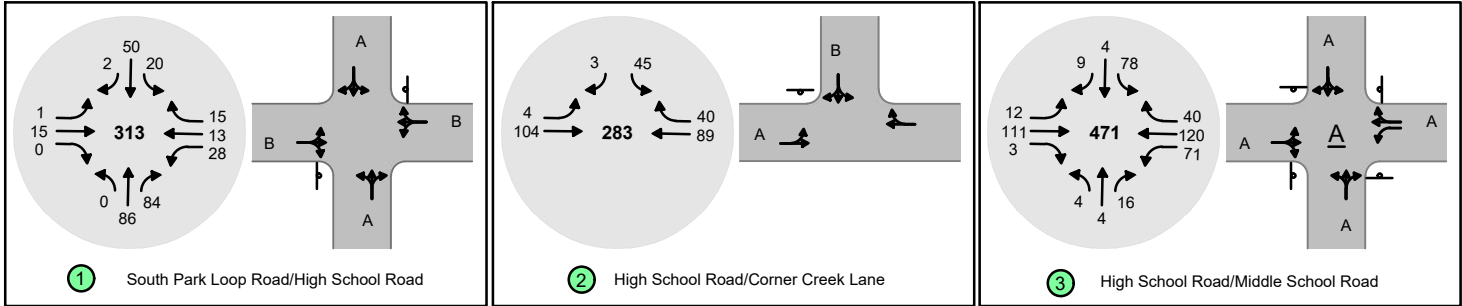 50
2 20
1 15
15 313 13
0 28
0 84
86
A
B
B
A
1 South Park Loop Road/High School Road
3 45
4 40
104 283 89
B
A
2 High School Road/Corner Creek Lane
4
9 78
12 40
111 471 120
3 71
4 16
4
A
A
A
A
A
3 High School Road/Middle School Road